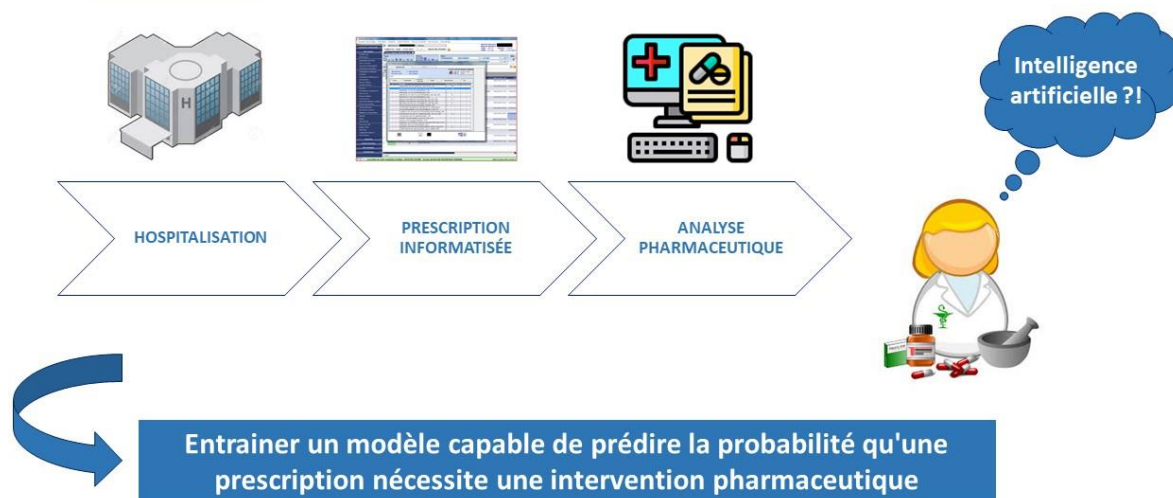 HOSPITALISATION
PRESCRIPTION
INFORMATISÉE
ANALYSE
PHARMACEUTIQUE
Intelligence
artificielle ?!
H
Entrainer un modèle capable de prédire la probabilité qu'une
prescription nécessite une intervention pharmaceutique